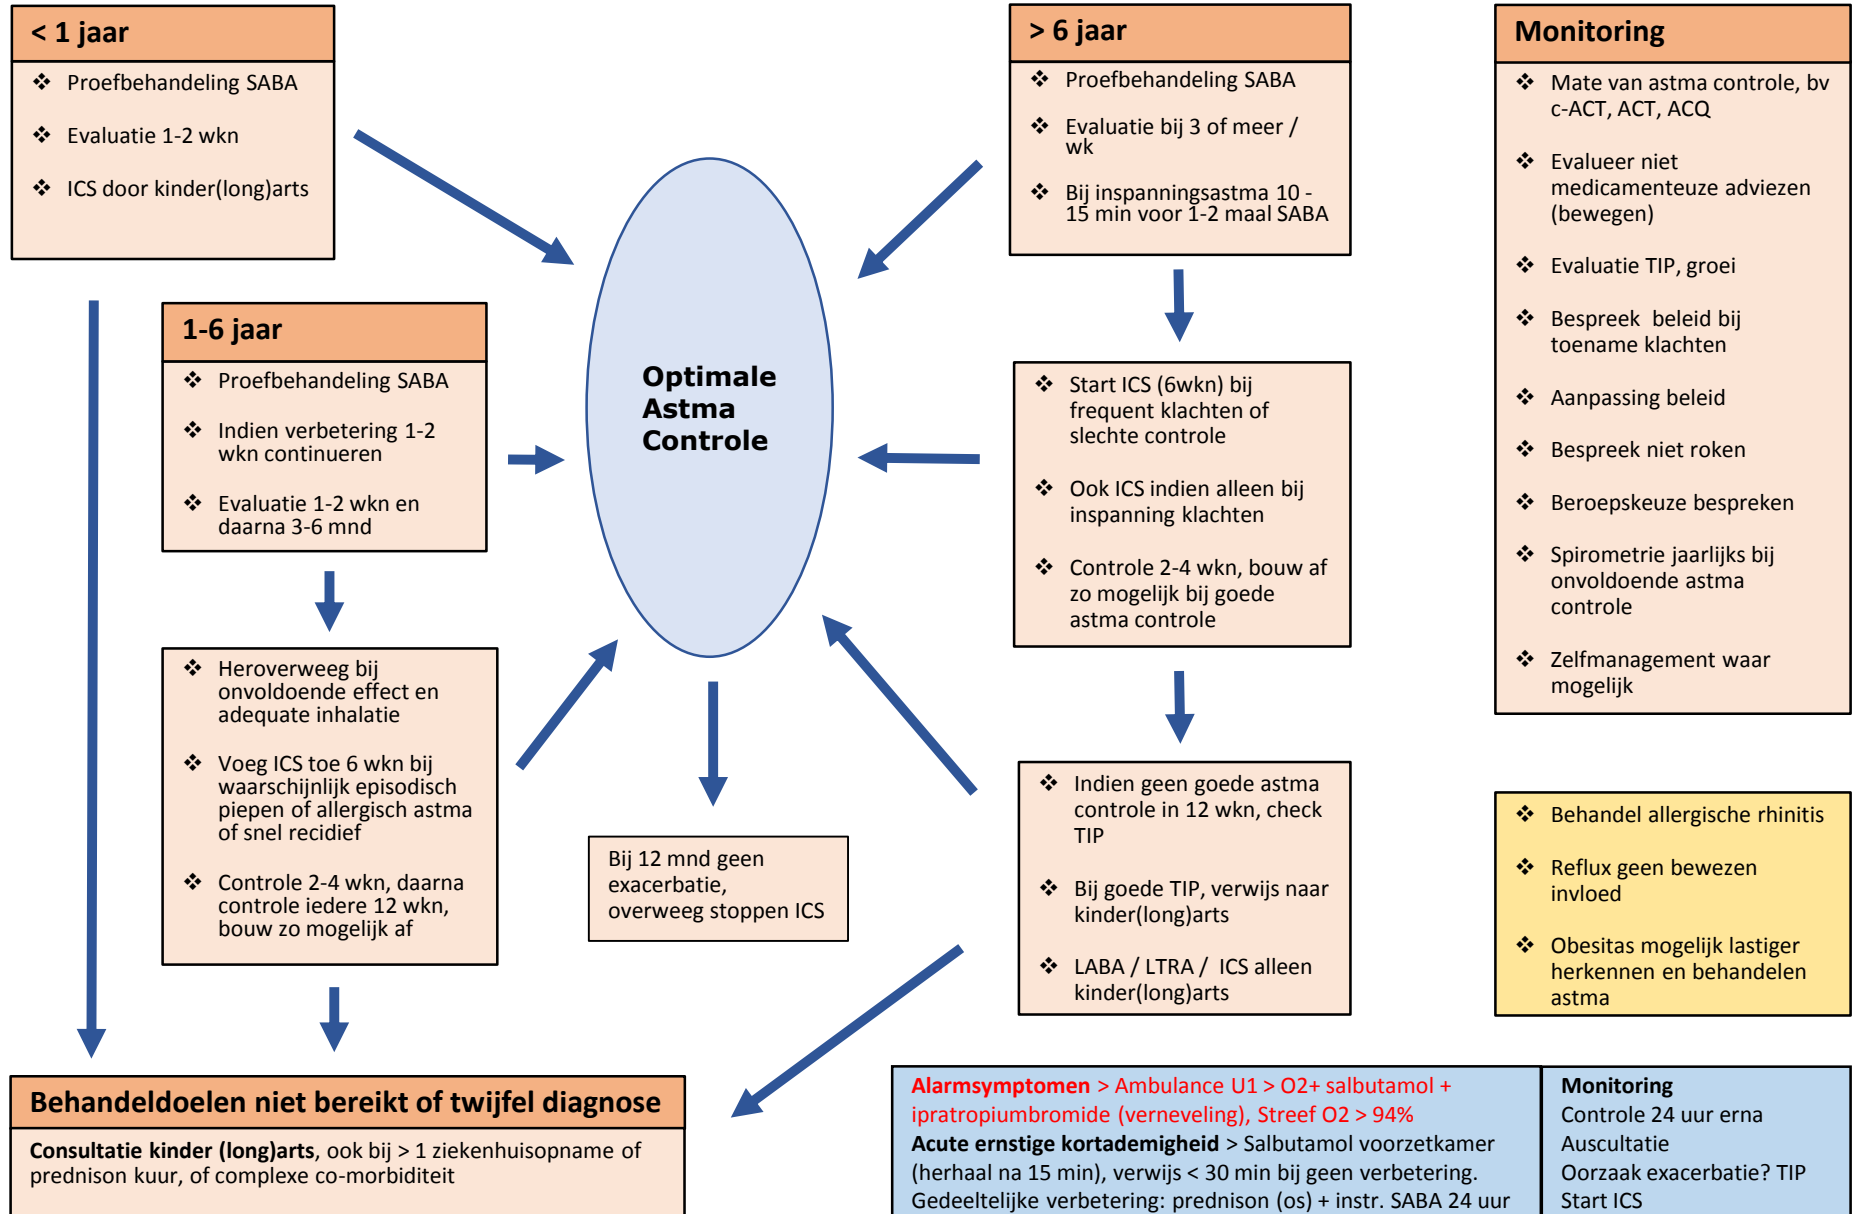 < 1 jaar
❖ Proefbehandeling SABA
❖ Evaluatie 1-2 wkn
❖ ICS door kinder(long)arts
1-6 jaar
❖ Proefbehandeling SABA
❖ Indien verbetering 1-2
wkn continueren
❖ Evaluatie 1-2 wkn en
daarna 3-6 mnd
❖ Heroverweeg bij
onvoldoende effect en
adequate inhalatie
❖ Voeg ICS toe 6 wkn bij
waarschijnlijk episodisch
piepen of allergisch astma
of snel recidief
❖ Controle 2-4 wkn, daarna
controle iedere 12 wkn,
bouw zo mogelijk af
Optimale
Astma
Controle
Bij 12 mnd geen
exacerbatie,
overweeg stoppen ICS
> 6 jaar
❖ Proefbehandeling SABA
❖ Evaluatie bij 3 of meer /
wk
❖ Bij inspanningsastma 10 -
15 min voor 1-2 maal SABA
❖ Start ICS (6wkn) bij
frequent klachten of
slechte controle
❖ Ook ICS indien alleen bij
inspanning klachten
❖ Controle 2-4 wkn, bouw af
zo mogelijk bij goede
astma controle
❖ Indien geen goede astma
controle in 12 wkn, check
TIP
❖ Bij goede TIP, verwijs naar
kinder(long)arts
❖ LABA / LTRA / ICS alleen
kinder(long)arts
Monitoring
❖ Mate van astma controle, bv
c-ACT, ACT, ACQ
❖ Evalueer niet
medicamenteuze adviezen
(bewegen)
❖ Evaluatie TIP, groei
❖ Bespreek beleid bij
toename klachten
❖ Aanpassing beleid
❖ Bespreek niet roken
❖ Beroepskeuze bespreken
❖ Spirometrie jaarlijks bij
onvoldoende astma
controle
❖ Zelfmanagement waar
mogelijk
❖ Behandel allergische rhinitis
❖ Reflux geen bewezen
invloed
❖ Obesitas mogelijk lastiger
herkennen en behandelen
astma
Behandeldoelen niet bereikt of twijfel diagnose
Consultatie kinder (long)arts, ook bij > 1 ziekenhuisopname of
prednison kuur, of complexe co-morbiditeit
Alarmsymptomen > Ambulance U1 > O2+ salbutamol +
ipratropiumbromide (verneveling), Streef O2 > 94%
Acute ernstige kortademigheid > Salbutamol voorzetkamer
(herhaal na 15 min), verwijs < 30 min bij geen verbetering.
Gedeeltelijke verbetering: prednison (os) + instr. SABA 24 uur
Monitoring
Controle 24 uur erna
Auscultatie
Oorzaak exacerbatie? TIP
Start ICS